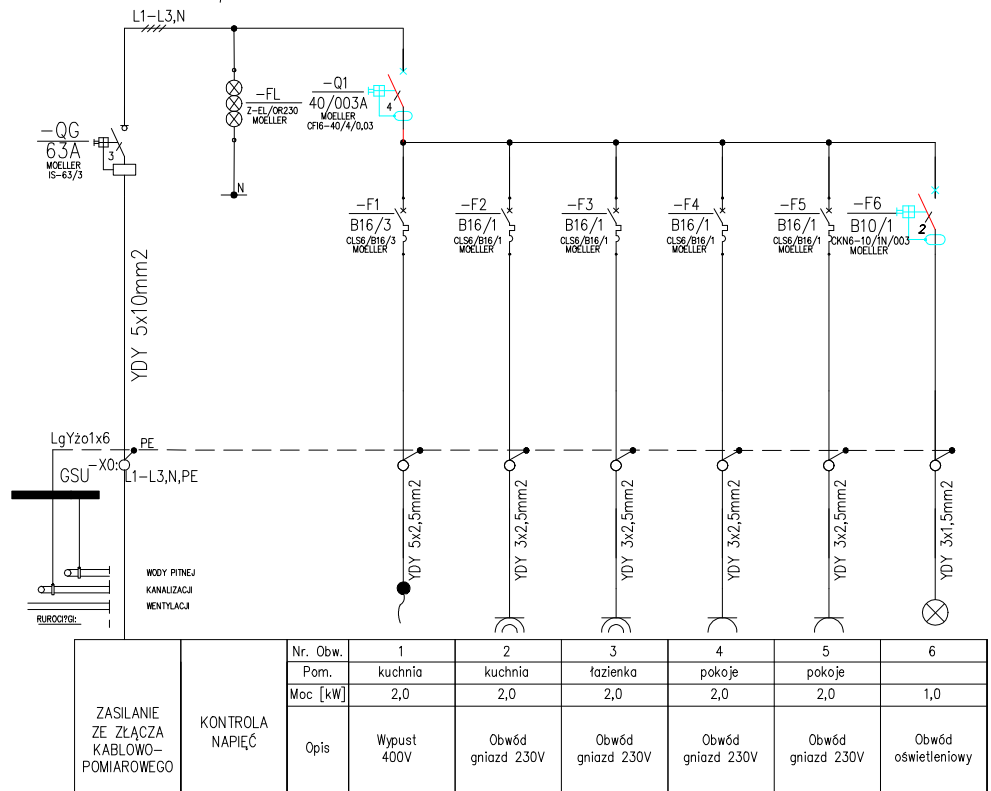 L1-L3,N
-QG
63A
MOELLER
IS-63/3
3
-FL
Z-EL/OR230
MOELLER
N
-Q1
40/003A
MOELLER
CFI6-40/4/0.03
4
-F1
B16/3
CLS6/B16/3
MOELLER
-F2
B16/1
CLS6/B16/1
MOELLER
-F3
B16/1
CLS6/B16/1
MOELLER
-F4
B16/1
CLS6/B16/1
MOELLER
-F5
B16/1
CLS6/B16/1
MOELLER
-F6
B10/1
CKN6-10/1N/003
MOELLER
2
YDY 5x10mm2
LgYżo1x6
PE
-X0:
L1-L3,N,PE
GSU
YDY 5x2,5mm2
YDY 3x2,5mm2
YDY 3x2,5mm2
YDY 3x2,5mm2
YDY 3x2,5mm2
YDY 3x1,5mm2
WODY PITNEJ
KANALIZACJI
WENTYLACJI
RUROCI?GI:
ZASILANIE
ZE ZŁĄCZA
KABLOWO-
POMIAROWEGO
KONTROLA
NAPIĘĆ
Nr. Obw. 1 2 3 4 5 6
Pom. kuchnia kuchnia łazienka pokoje pokoje
Moc [kW] 2,0 2,0 2,0 2,0 2,0 1,0
Opis
Wypust
400V
Obwód
gniazd 230V
Obwód
gniazd 230V
Obwód
gniazd 230V
Obwód
gniazd 230V
Obwód
oświetleniowy